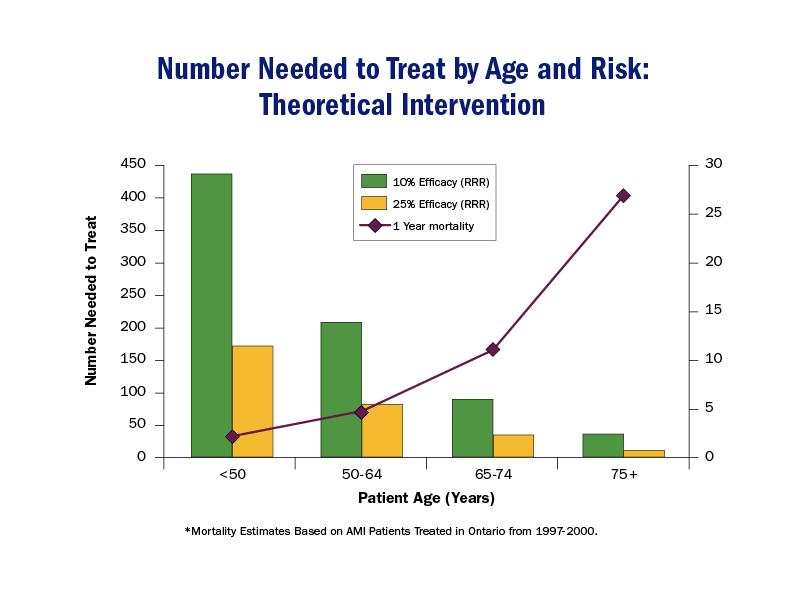 Number Needed to Treat by Age and Risk:
Theoretical Intervention
450
400
350
300
250
200
150
100
50
0
Number Needed to Treat
10% Efficacy (RRR)
25% Efficacy (RRR)
1 Year mortality
30
25
20
15
10
5
0
<50
50-64
65-74
75+
Patient Age (Years)
*Mortality Estimates Based on AMI Patients Treated in Ontario from 1997-2000.